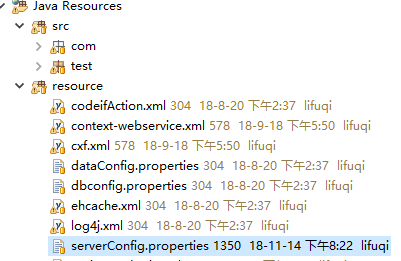 Java Resources
src
com
test
resource
codeifAction.xml 304 18-8-20 下午2:37 lifuqi
context-webservice.xml 578 18-9-18 下午5:50 lifuqi
cxf.xml 578 18-9-18 下午5:50 lifuqi
dataConfig.properties 304 18-8-20 下午2:37 lifuqi
dbconfig.properties 304 18-8-20 下午2:37 lifuqi
ehcache.xml 304 18-8-20 下午2:37 lifuqi
log4j.xml 304 18-8-20 下午2:37 lifuqi
serverConfig.properties 1350 18-11-14 下午8:22 lifuqi